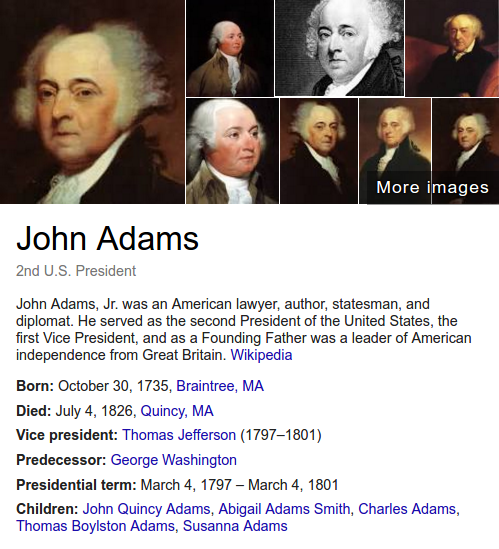 More images
John Adams
2nd U.S. President
John Adams, Jr. was an American lawyer, author, statesman, and
diplomat. He served as the second President of the United States, the
first Vice President, and as a Founding Father was a leader of American
independence from Great Britain. Wikipedia
Born: October 30, 1735, Braintree, MA
Died: July 4, 1826, Quincy, MA
Vice president: Thomas Jefferson (1797–1801)
Predecessor: George Washington
Presidential term: March 4, 1797 – March 4, 1801
Children: John Quincy Adams, Abigail Adams Smith, Charles Adams,
Thomas Boylston Adams, Susanna Adams